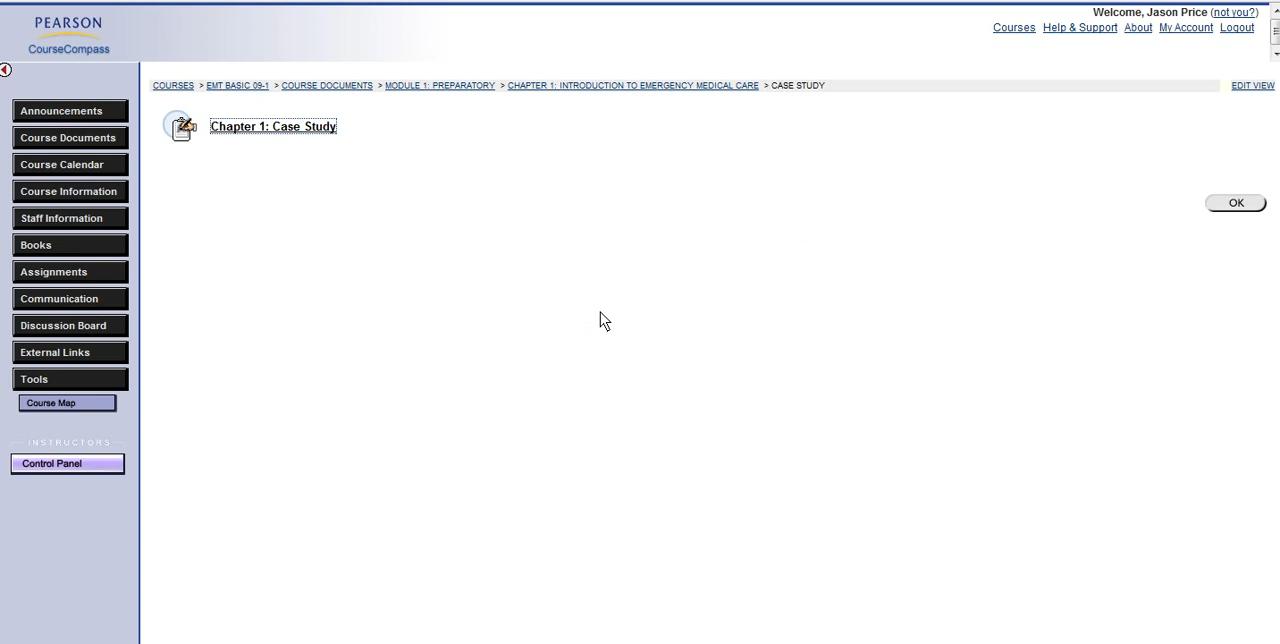 PEARSON
CourseCompass
Welcome, Jason Price (not you?)
Courses Help & Support About My Account Logout
COURSES > EMT BASIC 09-1 > COURSE DOCUMENTS > MODULE 1: PREPARATORY > CHAPTER 1: INTRODUCTION TO EMERGENCY MEDICAL CARE > CASE STUDY
EDIT VIEW
Announcements
Course Documents
Course Calendar
Course Information
Staff Information
Books
Assignments
Communication
Discussion Board
External Links
Tools
Course Map
INSTRUCTORS
Control Panel
Chapter 1: Case Study
OK